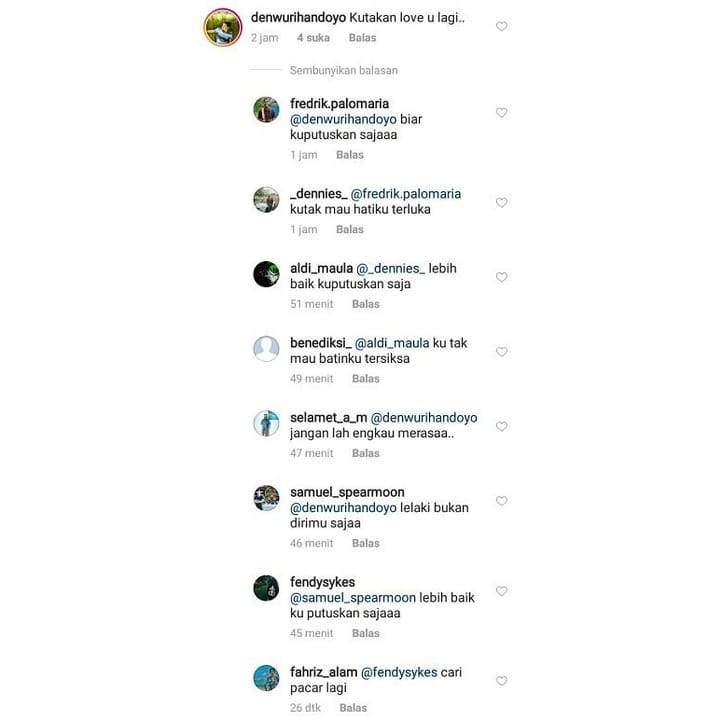 denwurihandoyo Kutakan love u lagi..
2 jam 4 suka Balas
Sembunyikan balasan
fredrik.palomaria
@denwurihandoyo biar
kuputuskan sajaaa
1 jam Balas
_dennies_ @fredrik.palomaria
kutak mau hatiku terluka
1 jam Balas
aldi_maula @_dennies_ lebih
baik kuputuskan saja
51 menit Balas
benediksi_ @aldi_maula ku tak
mau batinku tersiksa
49 menit Balas
selamet_a_m @denwurihandoyo
jangan lah engkau merasaa..
47 menit Balas
samuel_spearmoon
@denwurihandoyo lelaki bukan
dirimu sajaa
46 menit Balas
fendysykes
@samuel_spearmoon lebih baik
ku putuskan sajaaa
45 menit Balas
fahriz_alam @fendysykes cari
pacar lagi
26 dtk Balas